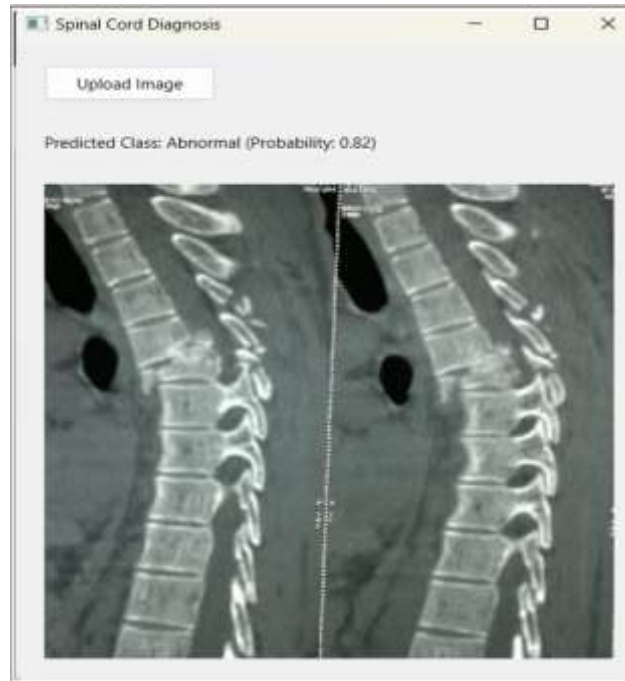 Spinal Cord Diagnosis
Upload Image
Predicted Class: Abnormal (Probability: 0.82)